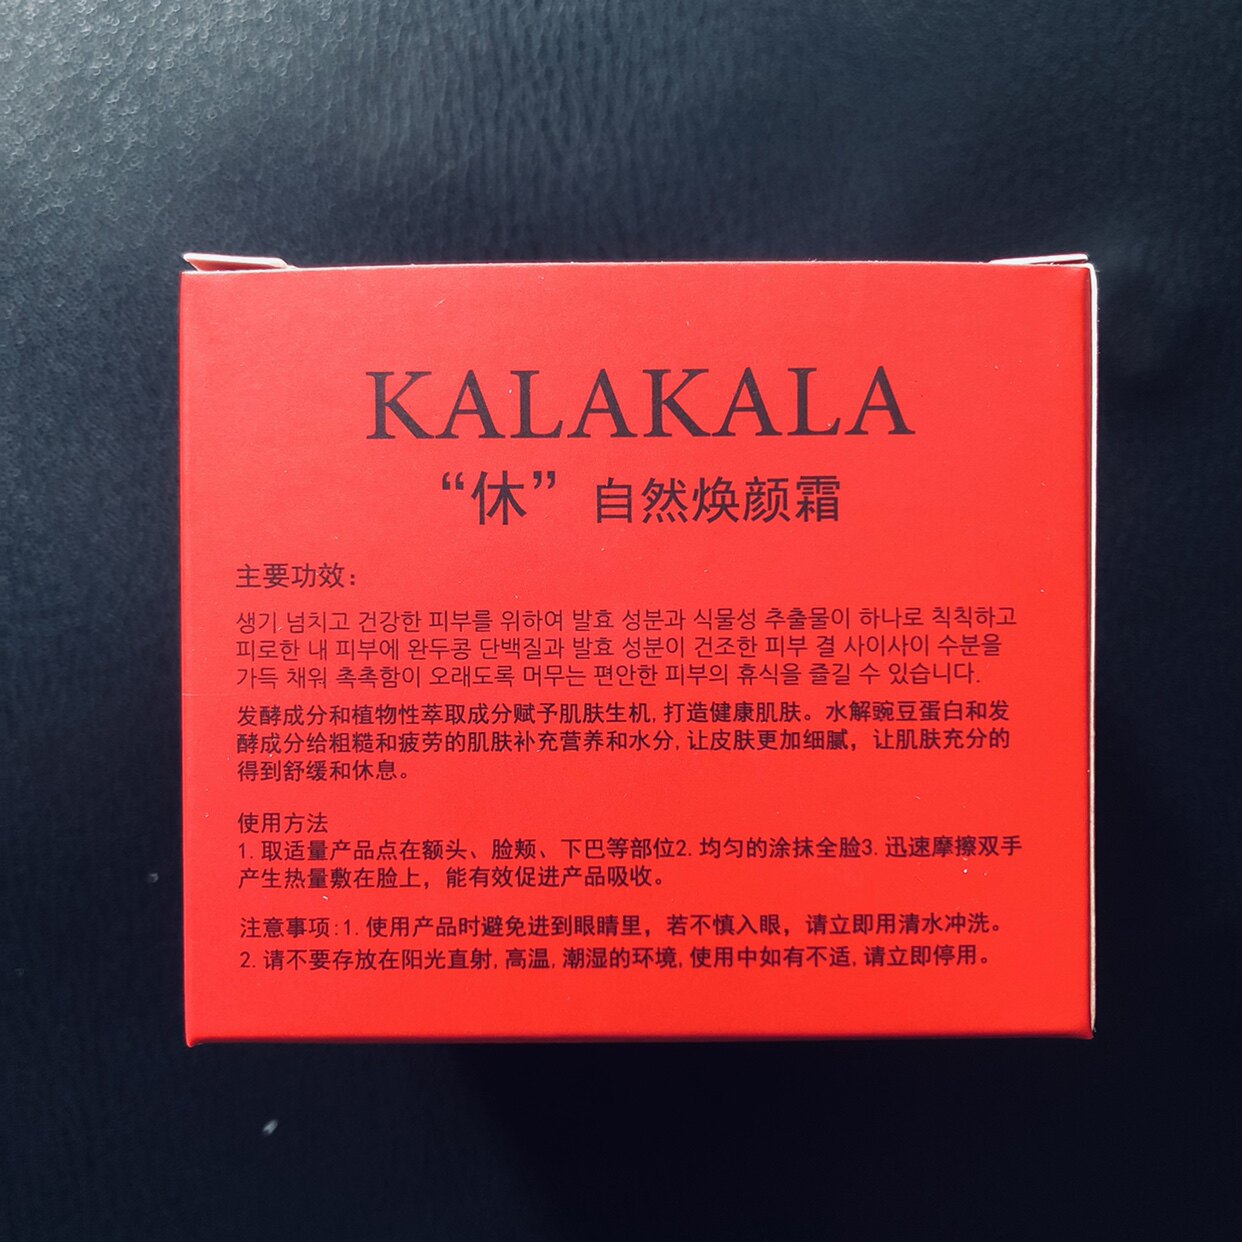 KALAKALA
“休” 自然焕颜霜
主要功效：
생기 넘치고 건강한 피부를 위하여 발효 성분과 식물성 추출물이 하나로 칙칙하고
피로한 내 피부에 완두콩 단백질과 발효 성분이 건조한 피부 결 사이사이 수분을
가득 채워 촉촉함이 오래도록 머무는 편안한 피부의 휴식을 즐길 수 있습니다.
发酵成分和植物性萃取成分赋予肌肤生机,打造健康肌肤。水解豌豆蛋白和发
酵成分给粗糙和疲劳的肌肤补充营养和水分,让皮肤更加细腻，让肌肤充分的
得到舒缓和休息。
使用方法
1.取适量产品点在额头、脸颊、下巴等部位2.均匀的涂抹全脸3.迅速摩擦双手
产生热量敷在脸上，能有效促进产品吸收。
注意事项:1.使用产品时避免进到眼睛里，若不慎入眼，请立即用清水冲洗。
2.请不要存放在阳光直射,高温,潮湿的环境,使用中如有不适,请立即停用。